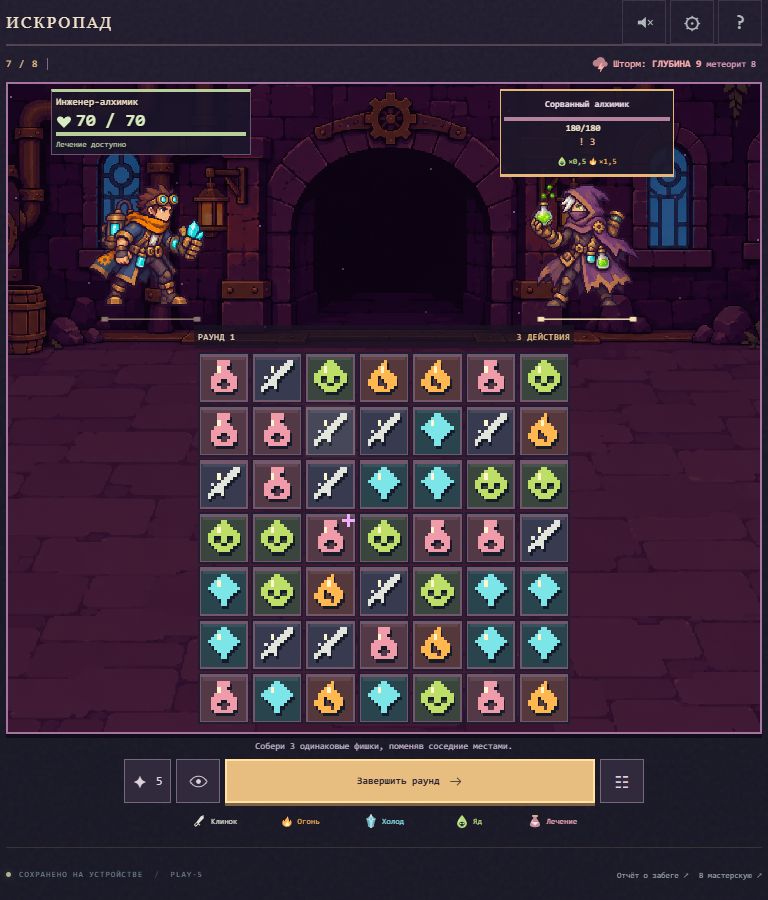 ИСКРОПАД
?
7 / 8
Шторм: ГЛУБИНА 9 метеорит 8
Инженер-алхимик
70 / 70
Лечение доступно
Сорванный алхимик
180/180
! 3
×0,5 ×1,5
РАУНД 1
3 ДЕЙСТВИЯ
Собери 3 одинаковые фишки, поменяв соседние местами.
5
Завершить раунд →
Клинок
Огонь
Холод
Яд
Лечение
СОХРАНЕНО НА УСТРОЙСТВЕ / PLAY-5
Отчёт о забеге ↗
В мастерскую ↗